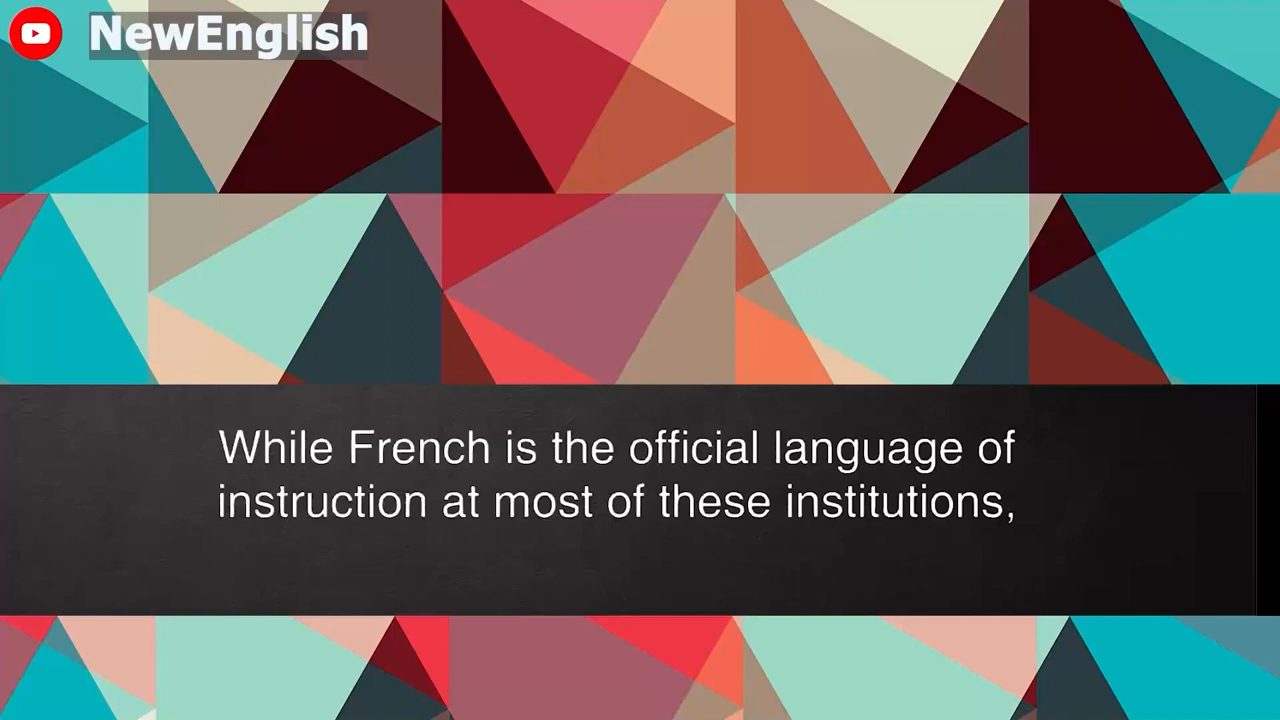 NewEnglish
While French is the official language of
instruction at most of these institutions,